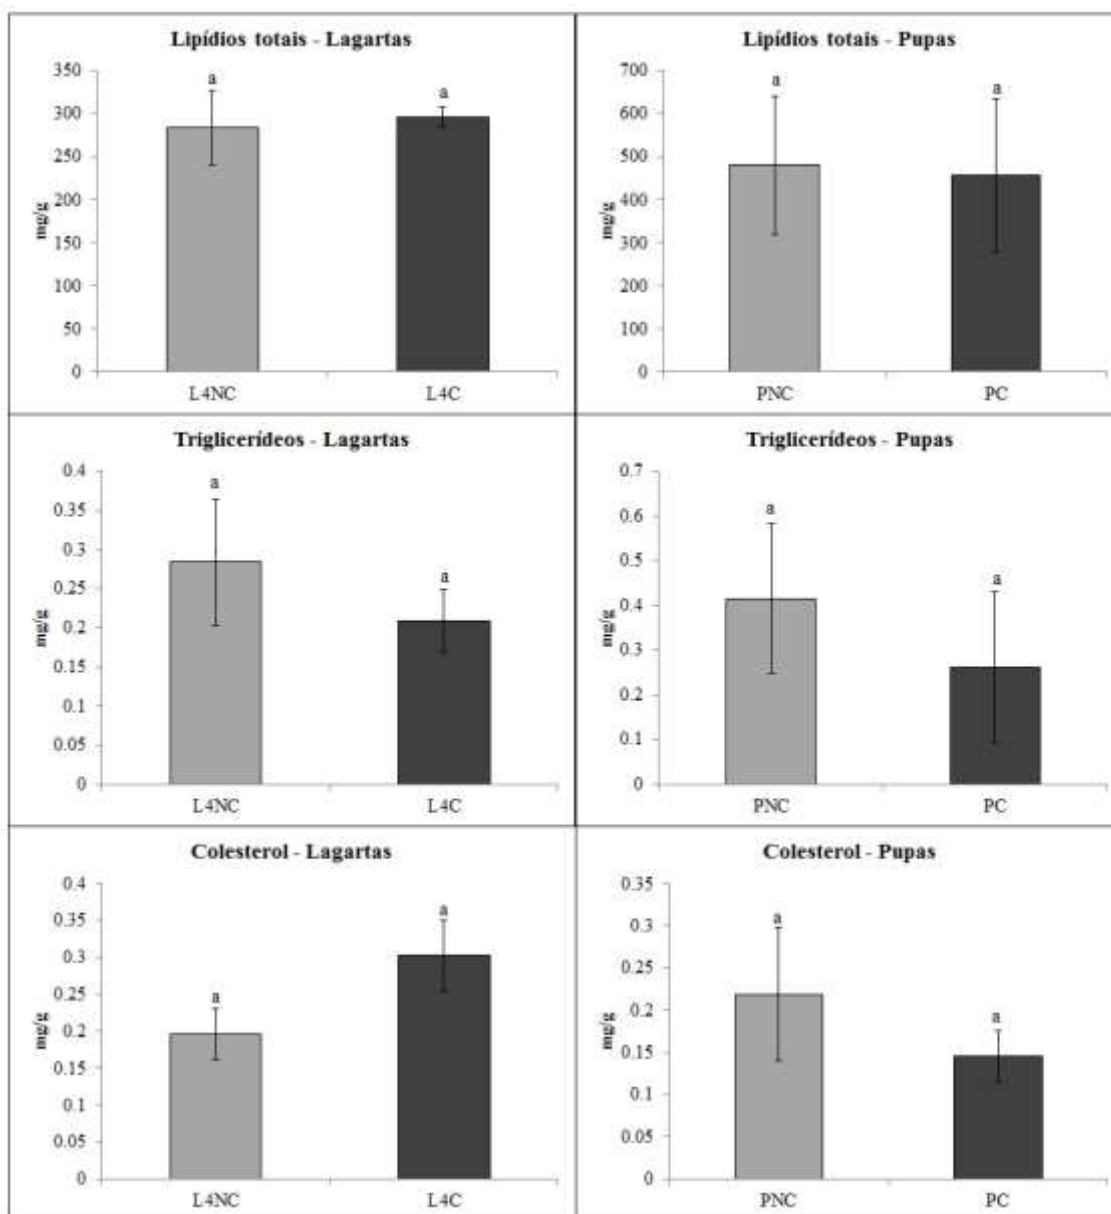 Lipídios totais - Lagartas
350
300
250
200
150
100
50
0
mg/g
a
a
L4NC
L4C
Lipídios totais - Pupas
700
600
500
400
300
200
100
0
mg/g
a
a
PNC
PC
Triglicerídeos - Lagartas
0.4
0.35
0.3
0.25
0.2
0.15
0.1
0.05
0
mg/g
a
a
L4NC
L4C
Triglicerídeos - Pupas
0.7
0.6
0.5
0.4
0.3
0.2
0.1
0
mg/g
a
a
PNC
PC
Colesterol - Lagartas
0.4
0.35
0.3
0.25
0.2
0.15
0.1
0.05
0
mg/g
a
a
L4NC
L4C
Colesterol - Pupas
0.35
0.3
0.25
0.2
0.15
0.1
0.05
0
mg/g
a
a
PNC
PC